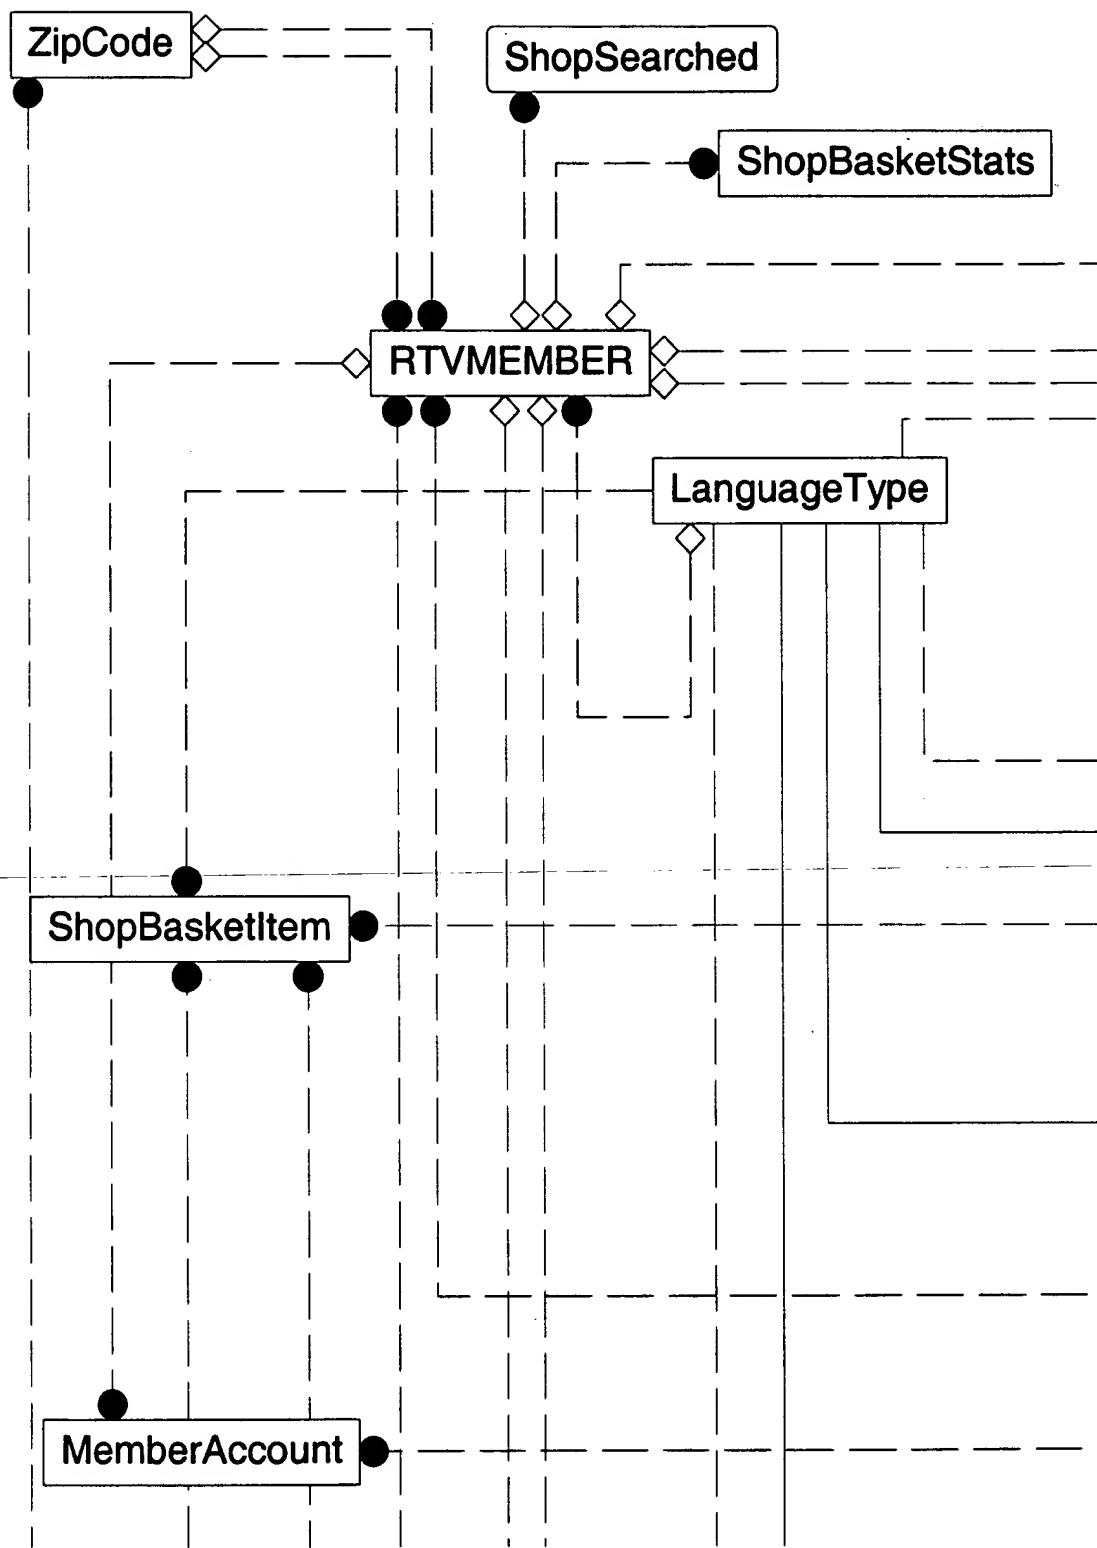 ZipCode
ShopSearched
ShopBasketStats
RTVMEMBER
LanguageType
ShopBasketItem
MemberAccount